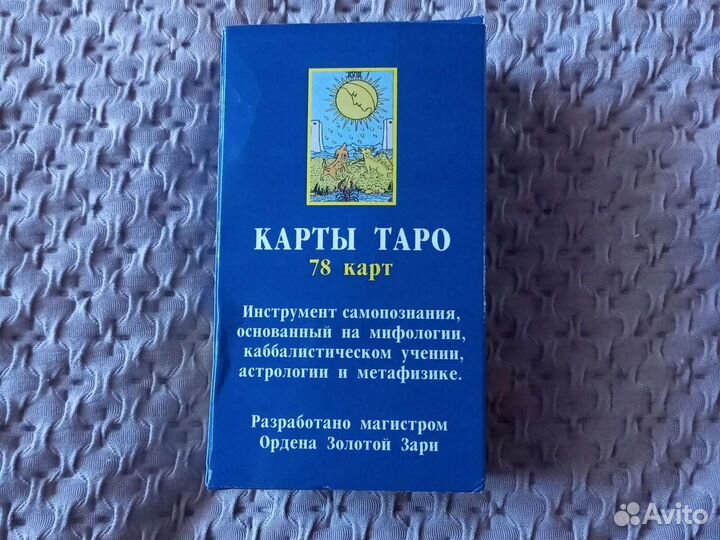 XVIII
КАРТЫ ТАРО
78 карт
Инструмент самопознания,
основанный на мифологии,
каббалистическом учении,
астрологии и метафизике.
Разработано магистром
Ордена Золотой Зари
Avito